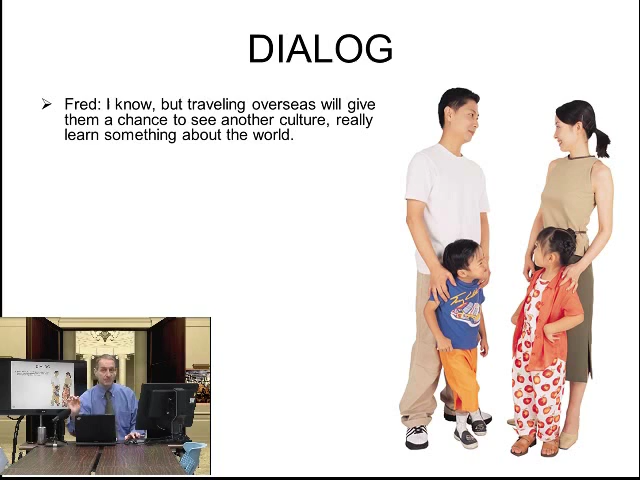 DIALOG
Fred: I know, but traveling overseas will give
them a chance to see another culture, really
learn something about the world.